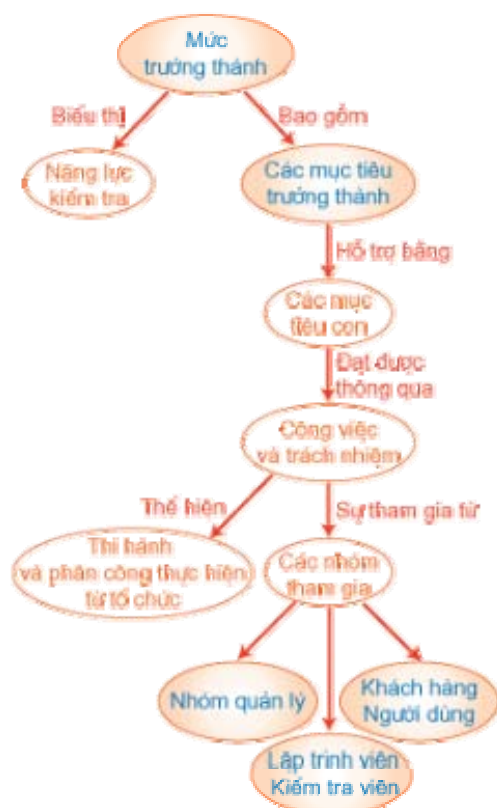 Mức
trưởng thành
Biểu thị
Bao gồm
Năng lực
kiểm tra
Các mục tiêu
trưởng thành
Hỗ trợ bằng
Các mục
tiêu con
Đạt được
thông qua
Công việc
và trách nhiệm
Thể hiện
Sự tham gia từ
Thi hành
và phân công thực hiện
từ tổ chức
Các nhóm
tham gia
Nhóm quản lý
Khách hàng
Người dùng
Lập trình viên
Kiểm tra viên